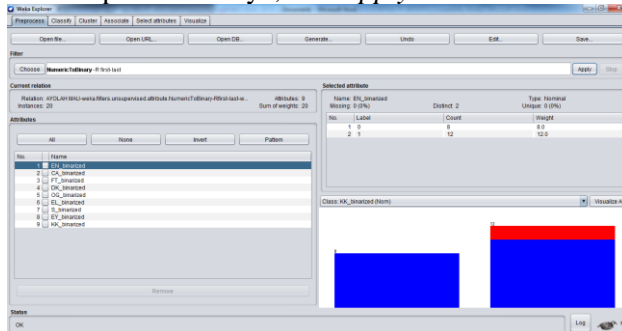 Weka Explorer
Preprocess Classify Cluster Associate Select attributes Visualize
Open file... Open URL... Open DB... Generate... Undo Edit... Save...
Filter
Choose NumericToBinary -R first-last Apply Stop
Current relation
Instances: 20
Attributes: 9
Sum of weights: 20
Attributes
All None Invert Pattern
No. Name
1 EN_binarized
2 CA_binarized
3 FT_binarized
4 DK_binarized
5 OG_binarized
6 EL_binarized
7 S_binarized
8 EY_binarized
9 KK_binarized
Remove
Selected attribute
Name: EN_binarized Type: Nominal
Missing: 0 (0%) Distinct: 2 Unique: 0 (0%)
No. Label Count Weight
1 0 8 8.0
2 1 12 12.0
Class: KK_binarized (Nom) Visualize A
8
12
Status
OK
Log